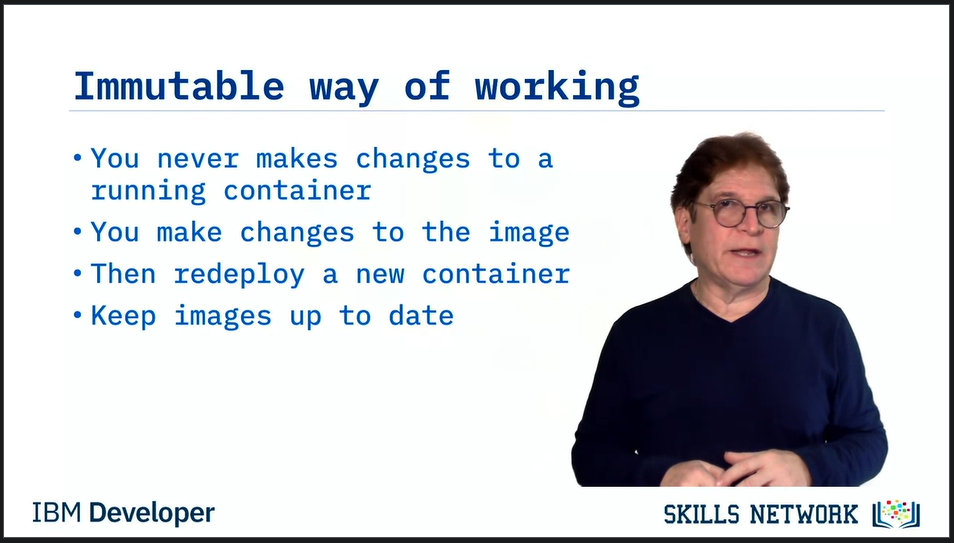 Immutable way of working
• You never makes changes to a
running container
• You make changes to the image
• Then redeploy a new container
• Keep images up to date
IBM Developer
SKILLS NETWORK